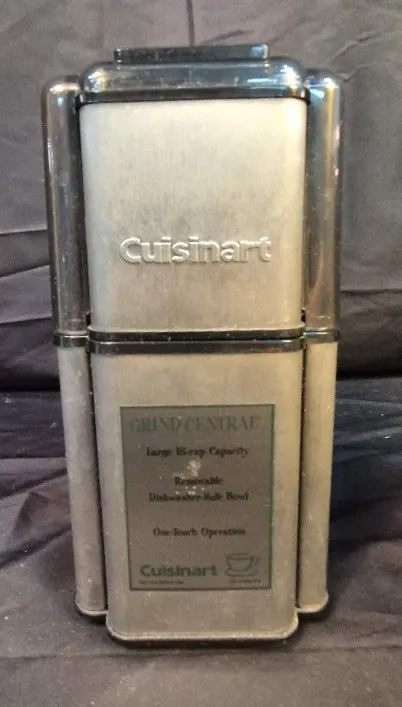 Cuisinart
GRIND CENTRAL
Large 18-cup Capacity
Removable
Dishwasher-Safe Bowl
One-Touch Operation
Cuisinart